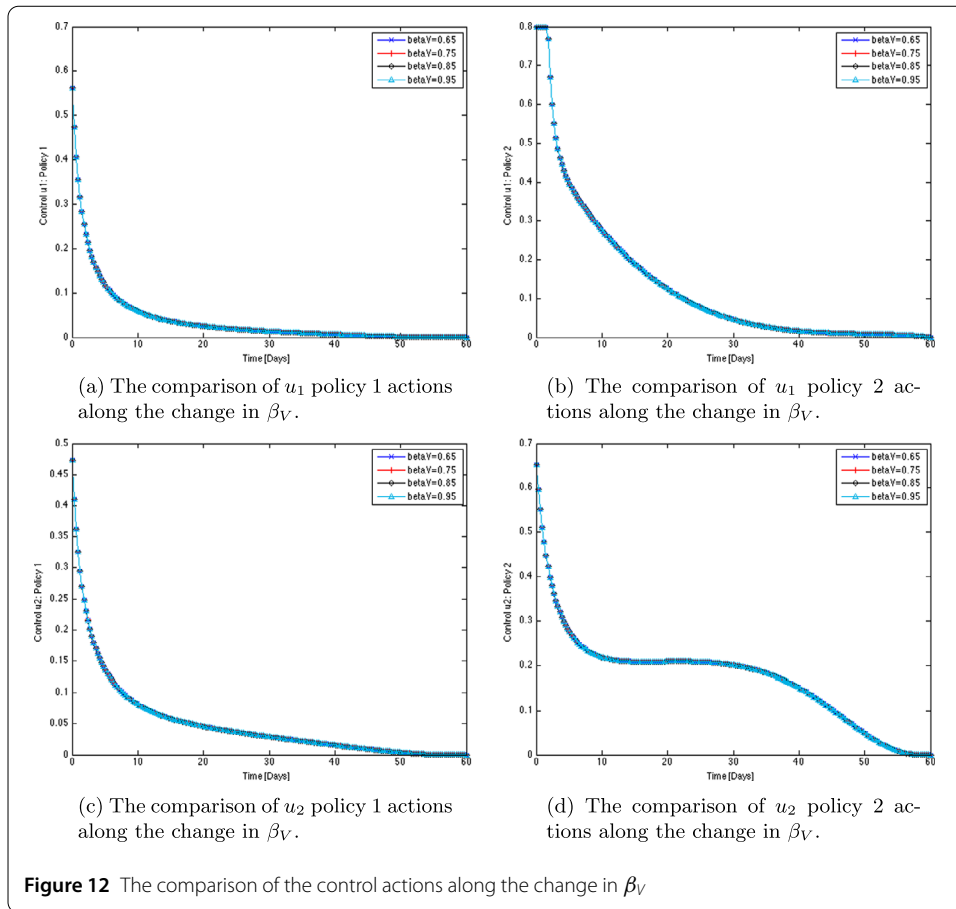 0.7
0.6
0.5
0.4
0.3
0.2
0.1
0
0 10 20 30 40 50 60
Control u1: Policy 1
Time [Days]
betaV=0.65
betaV=0.75
betaV=0.85
betaV=0.95
(a) The comparison of u₁ policy 1 actions
along the change in β_V.
0.8
0.7
0.6
0.5
0.4
0.3
0.2
0.1
0
0 10 20 30 40 50 60
Control u1: Policy 2
Time [Days]
betaV=0.65
betaV=0.75
betaV=0.85
betaV=0.95
(b) The comparison of u₁ policy 2 ac-
tions along the change in β_V.
0.5
0.45
0.4
0.35
0.3
0.25
0.2
0.15
0.1
0.05
0
0 10 20 30 40 50 60
Control u2: Policy 1
Time [Days]
betaV=0.65
betaV=0.75
betaV=0.85
betaV=0.95
(c) The comparison of u₂ policy 1 actions
along the change in β_V.
0.7
0.6
0.5
0.4
0.3
0.2
0.1
0
0 10 20 30 40 50 60
Control u2: Policy 2
Time [Days]
betaV=0.65
betaV=0.75
betaV=0.85
betaV=0.95
(d) The comparison of u₂ policy 2 ac-
tions along the change in β_V.
Figure 12 The comparison of the control actions along the change in β_V